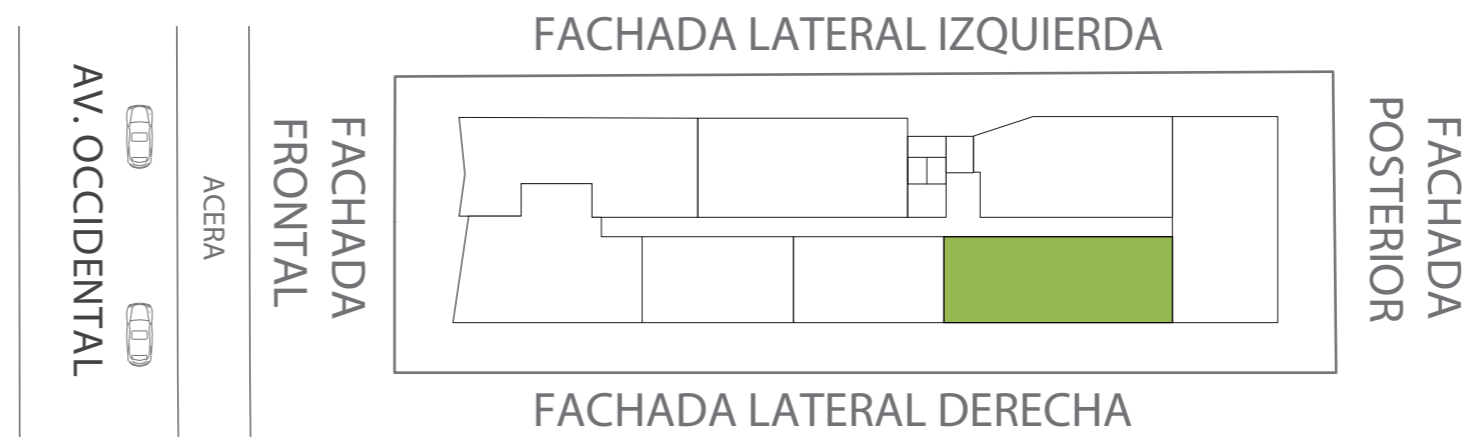 FACHADA LATERAL IZQUIERDA
AV. OCCIDENTAL
ACERA
FACHADA
FRONTAL
FACHADA
POSTERIOR
FACHADA LATERAL DERECHA